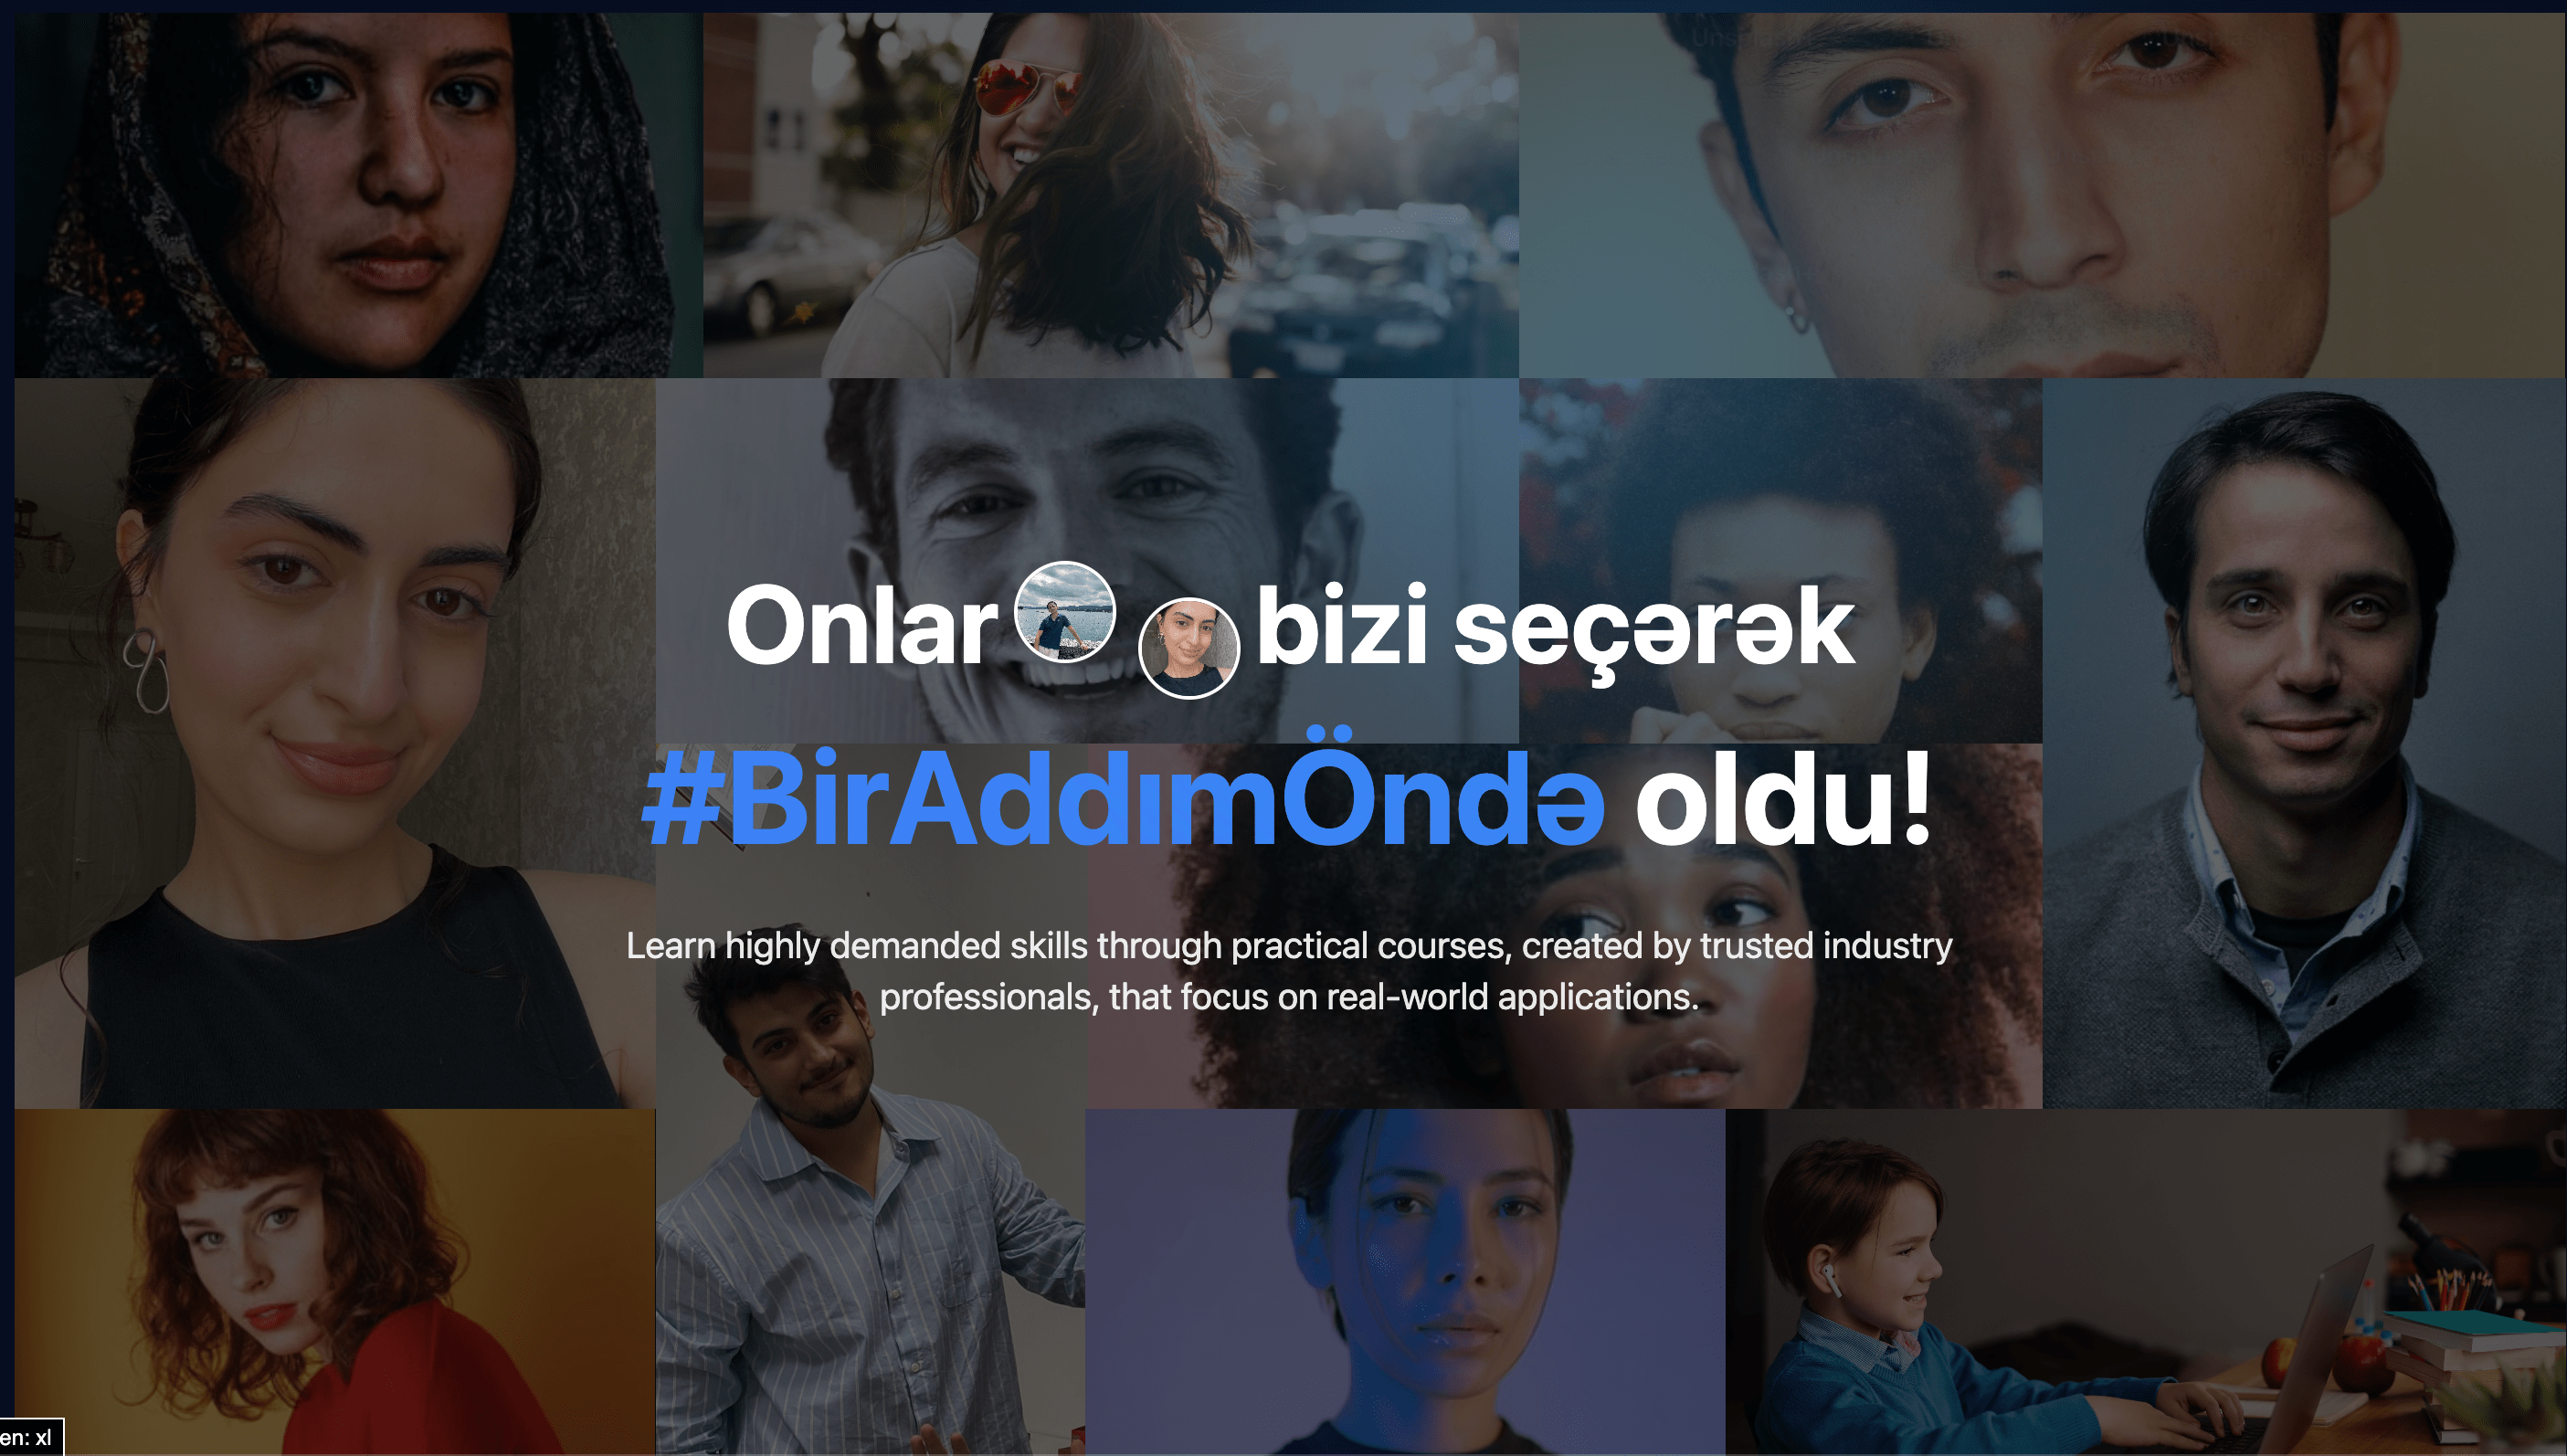 Onlar bizi seçərək
#BirAddımÖndə oldu!
Learn highly demanded skills through practical courses, created by trusted industry
professionals, that focus on real-world applications.
en: xl